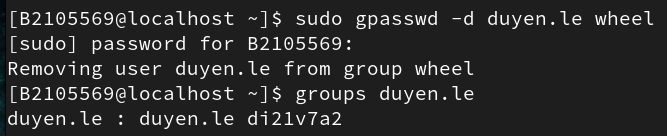 [B2105569@localhost ~]$ sudo gpasswd -d duyen.le wheel
[sudo] password for B2105569:
Removing user duyen.le from group wheel
[B2105569@localhost ~]$ groups duyen.le
duyen.le : duyen.le di21v7a2